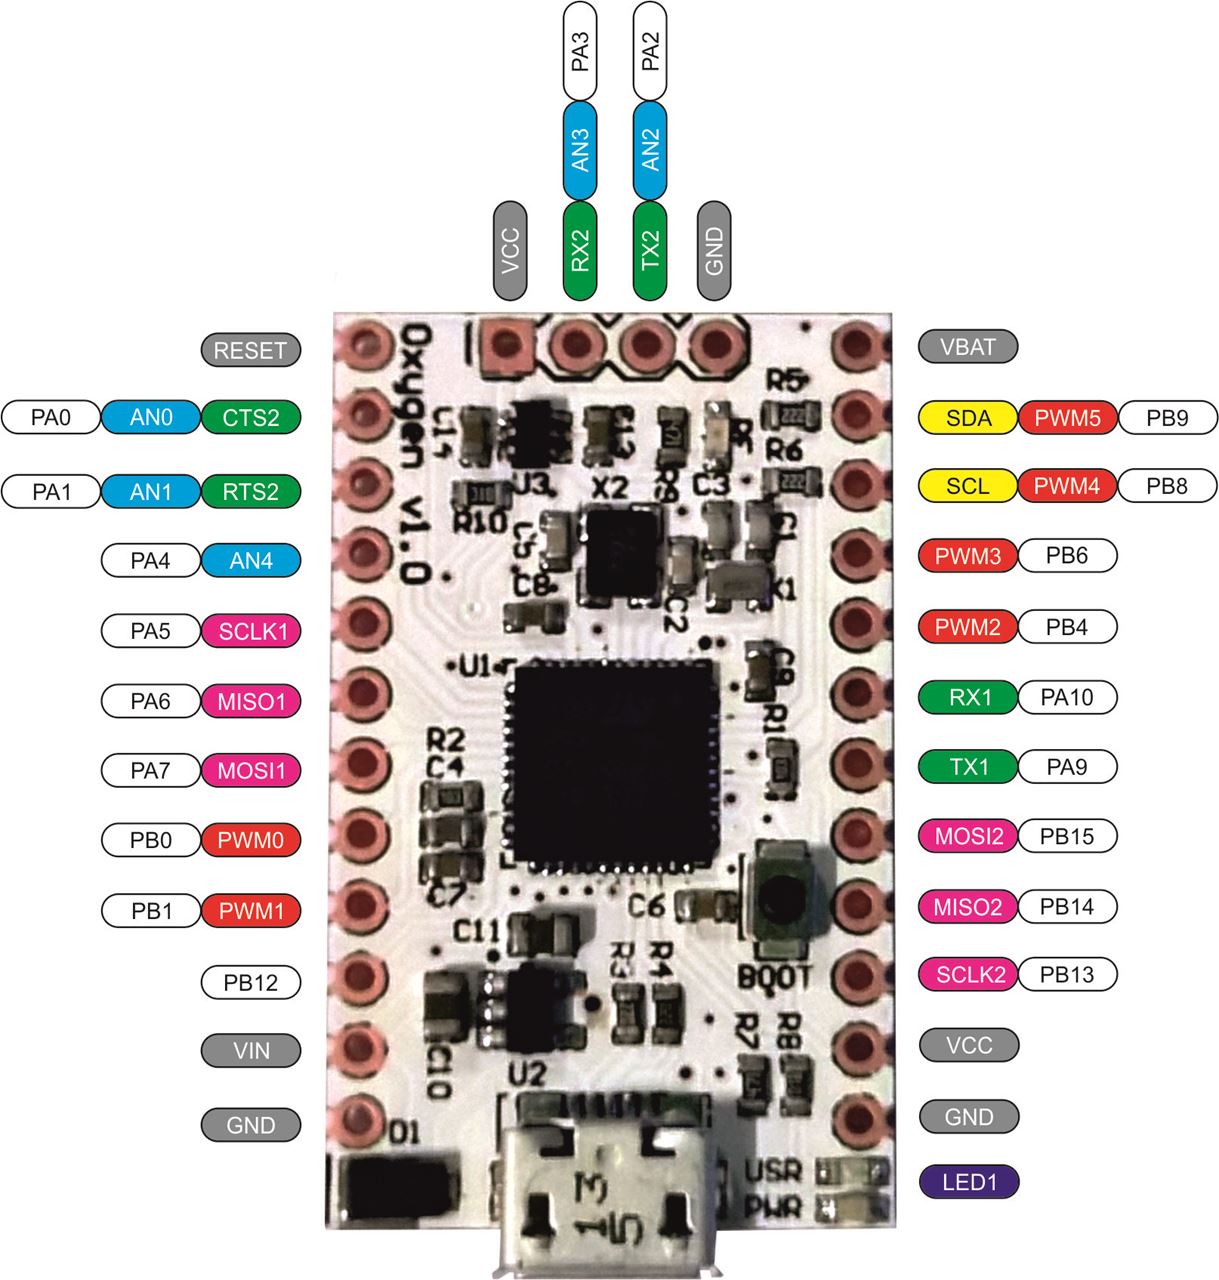 PA3 PA2
AN3 AN2
VCC RX2 TX2 GND
RESET
PA0 AN0 CTS2
PA1 AN1 RTS2
PA4 AN4
PA5 SCLK1
PA6 MISO1
PA7 MOSI1
PB0 PWM0
PB1 PWM1
PB12
VIN
GND
Oxygen v1.0
R5
R6
C14
C13
R9
U3
X2
C3
R10
C5
C1
C8
C2
X1
U1
C9
R2
C4
R1
C7
C6
C11
R3
R4
BOOT
C10
R7
R8
U2
D1
USR
PWR
13
5
VBAT
SDA PWM5 PB9
SCL PWM4 PB8
PWM3 PB6
PWM2 PB4
RX1 PA10
TX1 PA9
MOSI2 PB15
MISO2 PB14
SCLK2 PB13
VCC
GND
LED1